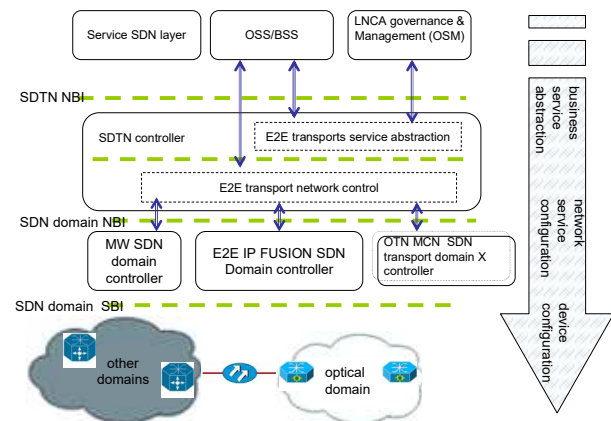 Service SDN layer
OSS/BSS
LNCA governance &
Management (OSM)
SDTN NBI
SDTN controller
E2E transports service abstraction
E2E transport network control
SDN domain NBI
MW SDN
domain
controller
E2E IP FUSION SDN
Domain controller
OTN MCN SDN
transport domain X
controller
SDN domain SBI
other
domains
optical
domain
business
service
abstraction
network
service
configuration
device
configuration